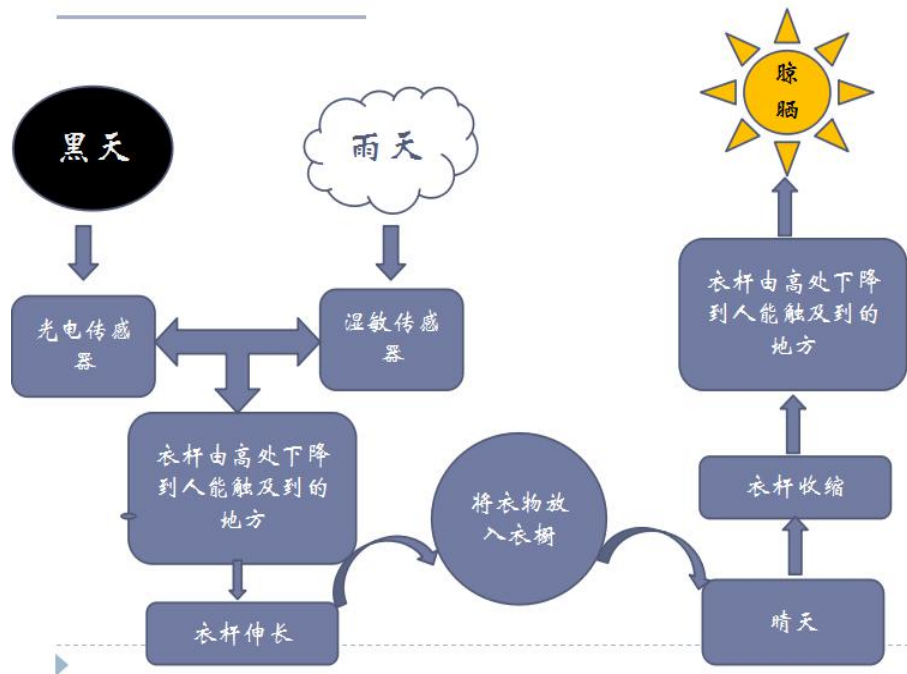 黑天
雨天
光电传感
器
湿敏传感
器
衣杆由高处下降
到人能触及到的
地方
衣杆伸长
将衣物放
入衣橱
晴天
衣杆收缩
衣杆由高处下降
到人能触及到的
地方
晾
晒